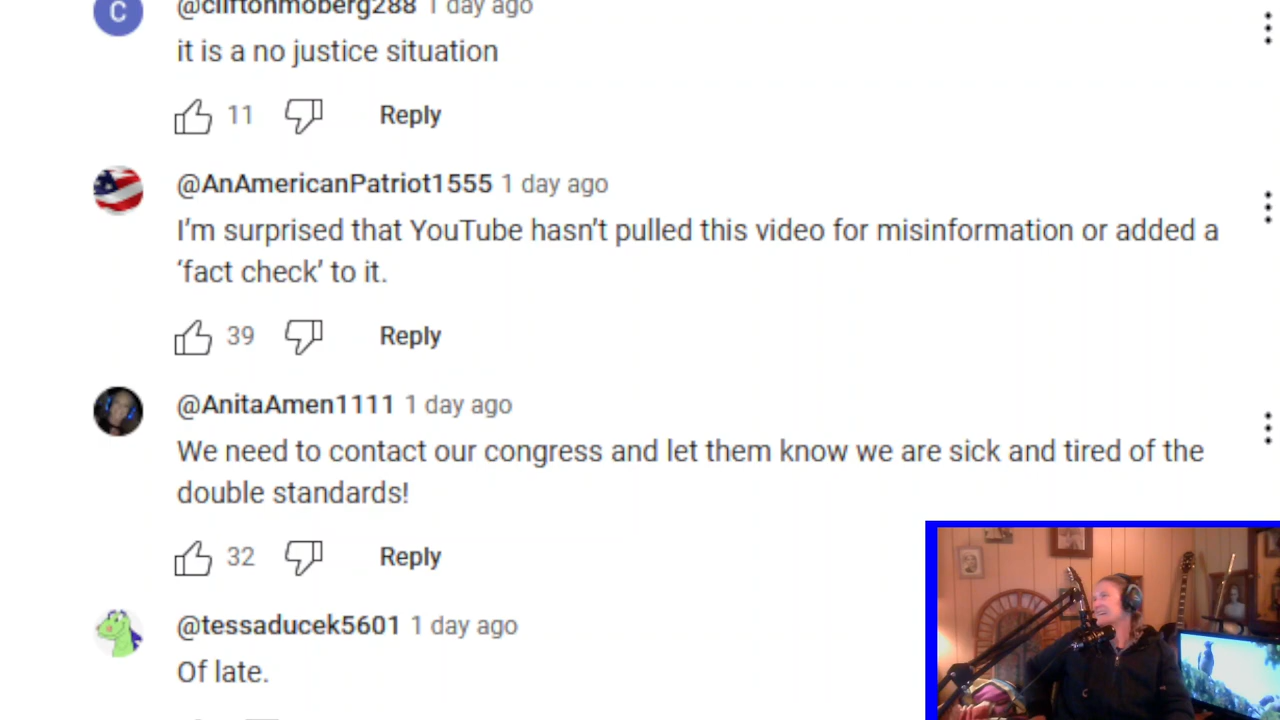 @cliftonmoberg288 1 day ago
it is a no justice situation
11 Reply
@AnAmericanPatriot1555 1 day ago
I'm surprised that YouTube hasn't pulled this video for misinformation or added a
'fact check' to it.
39 Reply
@AnitaAmen1111 1 day ago
We need to contact our congress and let them know we are sick and tired of the
double standards!
32 Reply
@tessaducek5601 1 day ago
Of late.
C